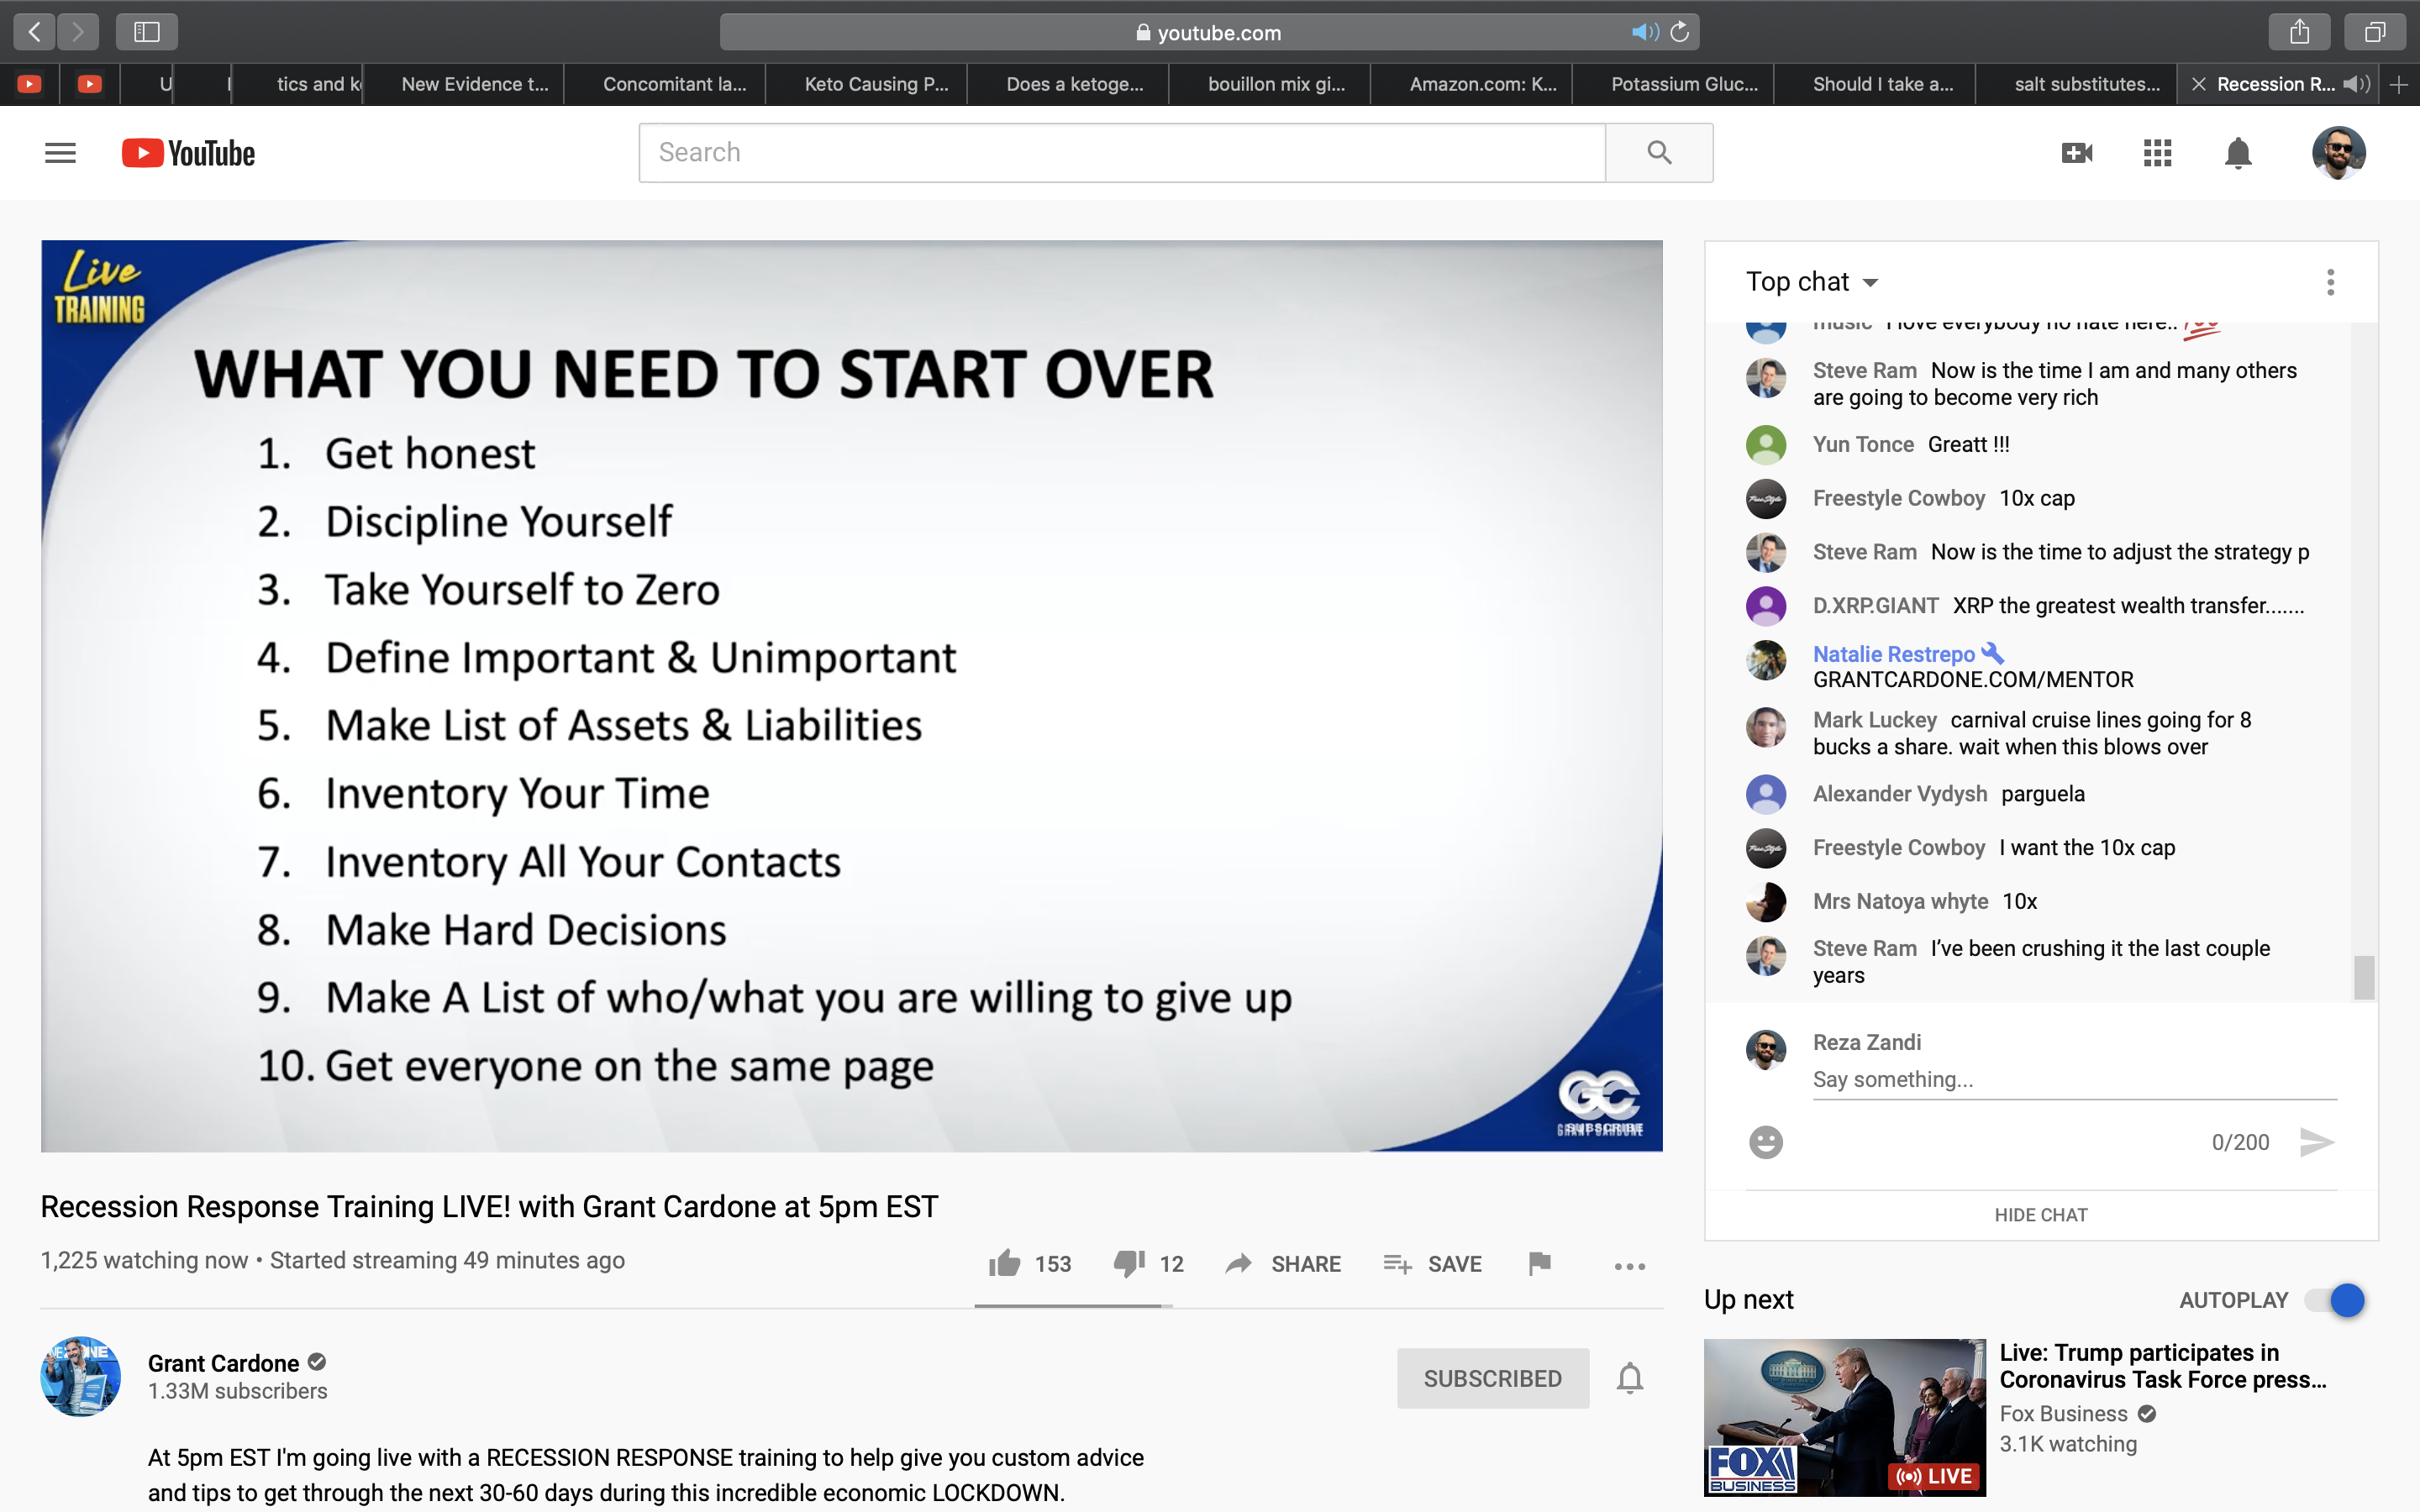 youtube.com
U
tics and k
New Evidence t...
Concomitant la...
Keto Causing P...
Does a ketoge...
bouillon mix gi...
Amazon.com: K...
Potassium Gluc...
Should I take a...
salt substitutes...
Recession R...
YouTube
Search
Live
TRAINING
WHAT YOU NEED TO START OVER
1. Get honest
2. Discipline Yourself
3. Take Yourself to Zero
4. Define Important & Unimportant
5. Make List of Assets & Liabilities
6. Inventory Your Time
7. Inventory All Your Contacts
8. Make Hard Decisions
9. Make A List of who/what you are willing to give up
10. Get everyone on the same page
GC
SUBSCRIBE
GRANT CARDONE
Top chat
music I love everybody no hate here..
Steve Ram Now is the time I am and many others
are going to become very rich
Yun Tonce Greatt !!!
Freestyle Cowboy 10x cap
Steve Ram Now is the time to adjust the strategy p
D.XRP.GIANT XRP the greatest wealth transfer.......
Natalie Restrepo
GRANTCARDONE.COM/MENTOR
Mark Luckey carnival cruise lines going for 8
bucks a share. wait when this blows over
Alexander Vydysh parguela
Freestyle Cowboy I want the 10x cap
Mrs Natoya whyte 10x
Steve Ram I’ve been crushing it the last couple
years
Reza Zandi
Say something...
0/200
HIDE CHAT
Recession Response Training LIVE! with Grant Cardone at 5pm EST
1,225 watching now • Started streaming 49 minutes ago
153
12
SHARE
SAVE
Grant Cardone
1.33M subscribers
SUBSCRIBED
At 5pm EST I'm going live with a RECESSION RESPONSE training to help give you custom advice
and tips to get through the next 30-60 days during this incredible economic LOCKDOWN.
Up next
AUTOPLAY
Live: Trump participates in
Coronavirus Task Force press...
Fox Business
3.1K watching
FOX
BUSINESS
LIVE